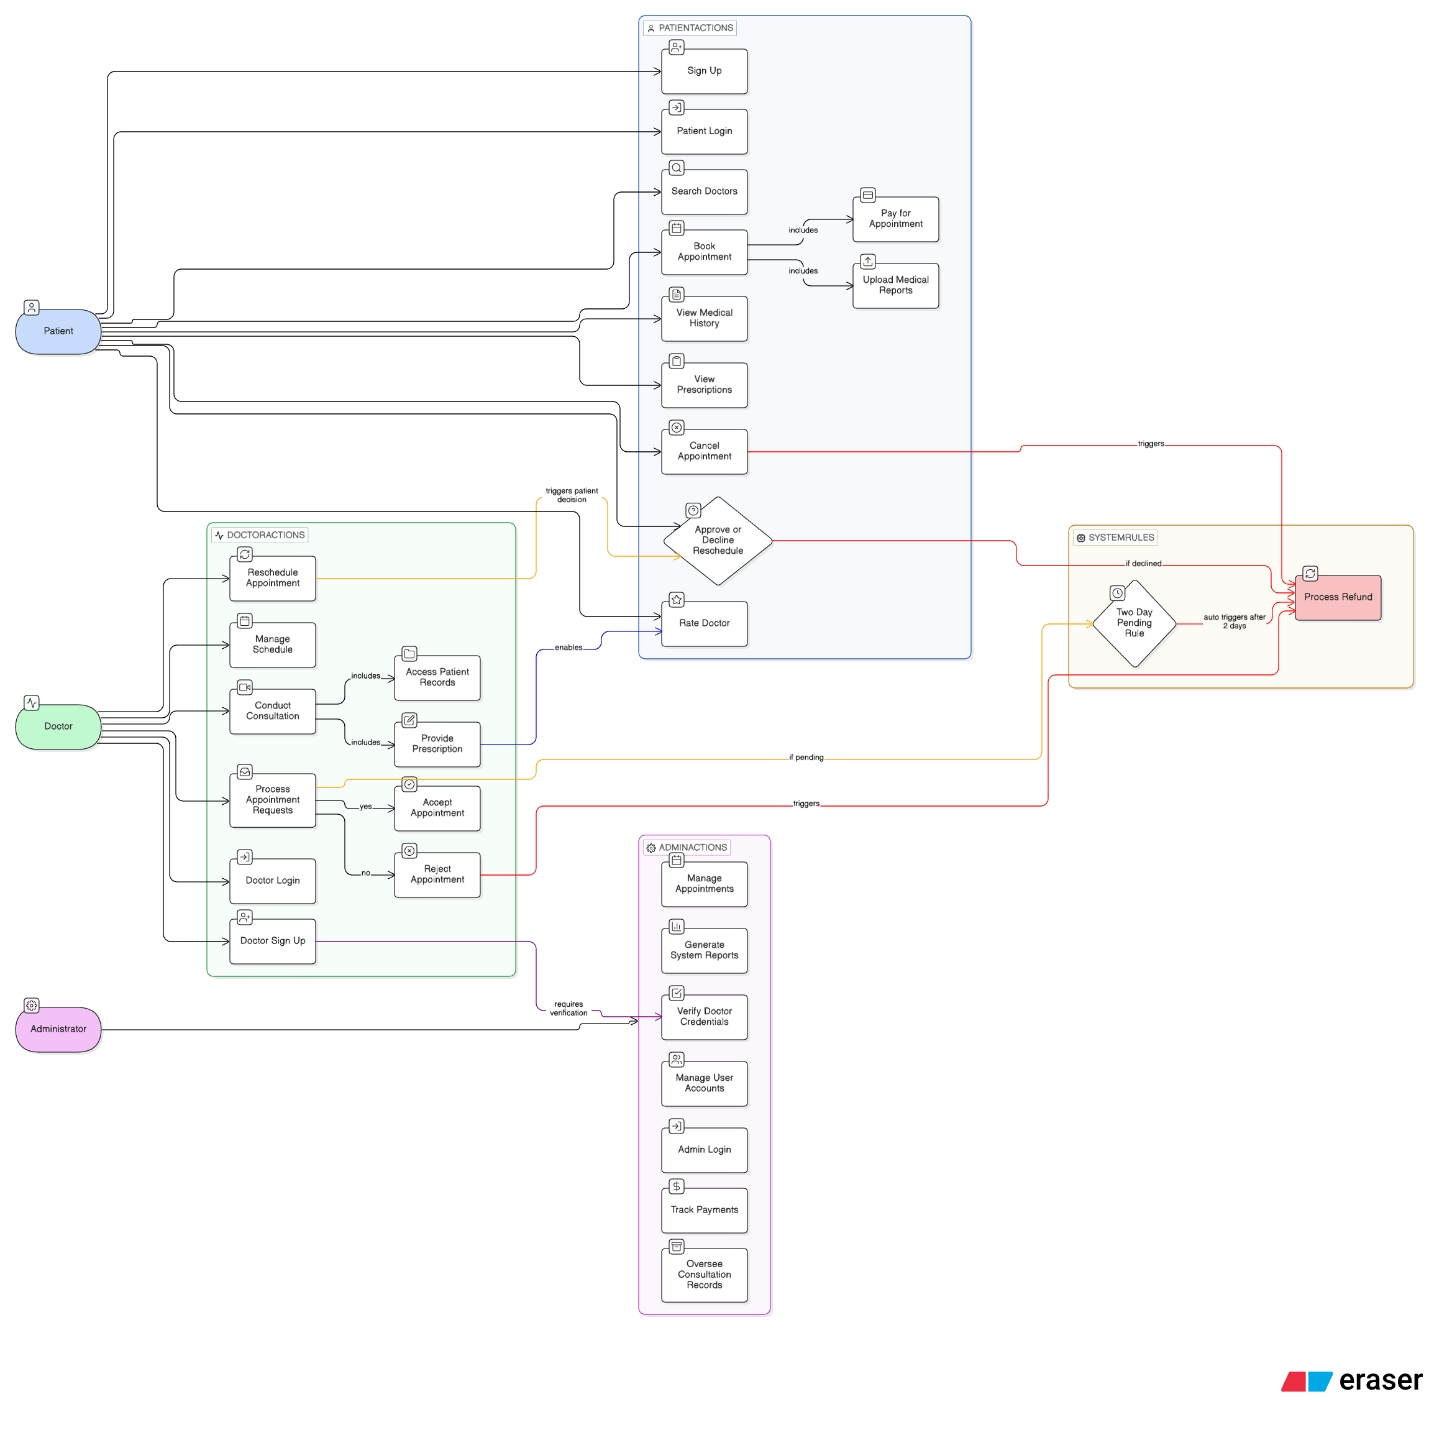 PATIENTACTIONS
Sign Up
Patient Login
Search Doctors
Book
Appointment
includes
includes
Pay for
Appointment
Upload Medical
Reports
View Medical
History
View
Prescriptions
Cancel
Appointment
triggers
Approve or
Decline
Reschedule
if declined
Rate Doctor
Patient
triggers patient
decision
DOCTORACTIONS
Reschedule
Appointment
Manage
Schedule
Conduct
Consultation
includes
includes
Access Patient
Records
Provide
Prescription
enables
Process
Appointment
Requests
if pending
yes
no
Accept
Appointment
Reject
Appointment
triggers
Doctor Login
Doctor Sign Up
requires
verification
Doctor
SYSTEMRULES
Two Day
Pending
Rule
auto triggers after
2 days
Process Refund
Administrator
ADMINACTIONS
Manage
Appointments
Generate
System Reports
Verify Doctor
Credentials
Manage User
Accounts
Admin Login
Track Payments
Oversee
Consultation
Records
eraser